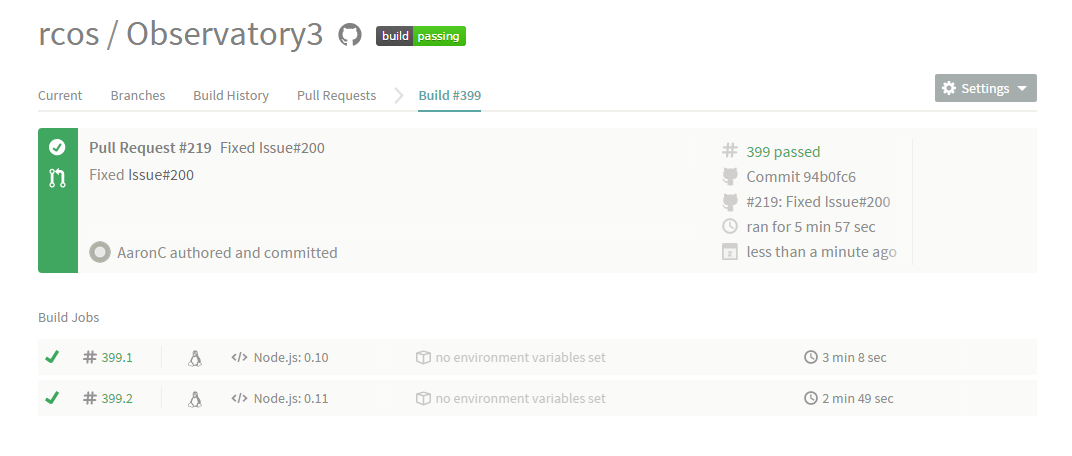 rcos / Observatory3 build passing
Current Branches Build History Pull Requests Build #399 Settings
Pull Request #219 Fixed Issue#200
Fixed Issue#200
AaronC authored and committed
399 passed
Commit 94b0fc6
#219: Fixed Issue#200
ran for 5 min 57 sec
less than a minute ago
Build Jobs
399.1 Node.js: 0.10 no environment variables set 3 min 8 sec
399.2 Node.js: 0.11 no environment variables set 2 min 49 sec